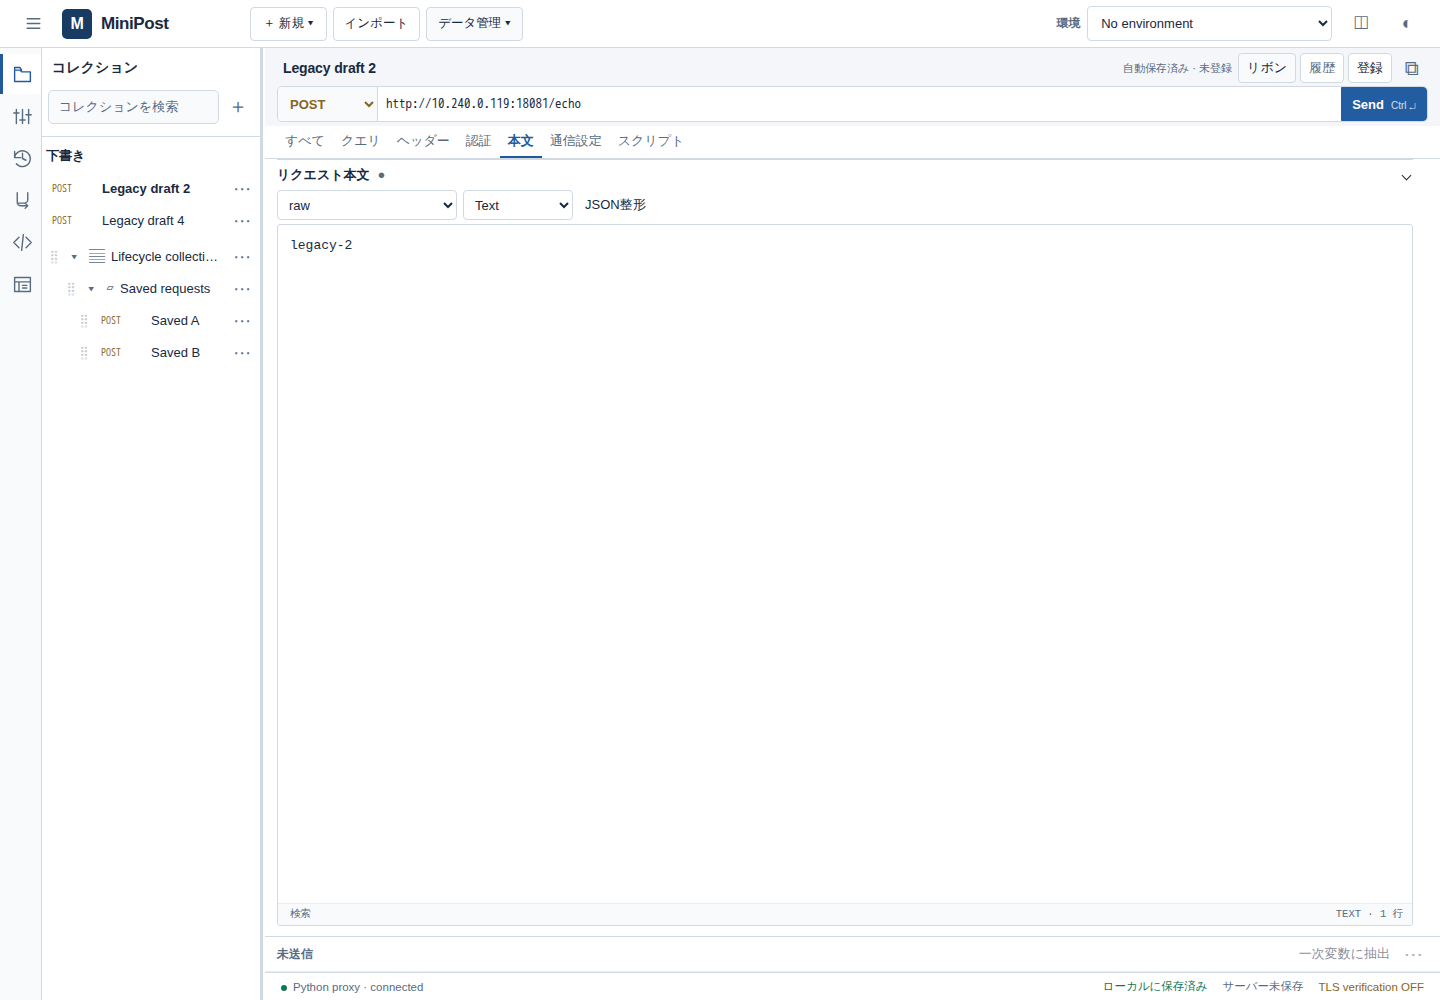 M MiniPost ＋ 新規 ▾ インポート データ管理 ▾ 環境 No environment
コレクション
コレクションを検索 ＋
下書き
POST Legacy draft 2 ···
POST Legacy draft 4 ···
▾ Lifecycle collecti… ···
▾ Saved requests ···
POST Saved A ···
POST Saved B ···
Legacy draft 2 自動保存済み · 未登録 リボン 履歴 登録
POST http://10.240.0.119:18081/echo Send Ctrl ⏎
すべて クエリ ヘッダー 認証 本文 通信設定 スクリプト
リクエスト本文 ●
raw Text JSON整形
legacy-2
検索 TEXT · 1 行
未送信 一次変数に抽出 ···
● Python proxy · connected ローカルに保存済み サーバー未保存 TLS verification OFF